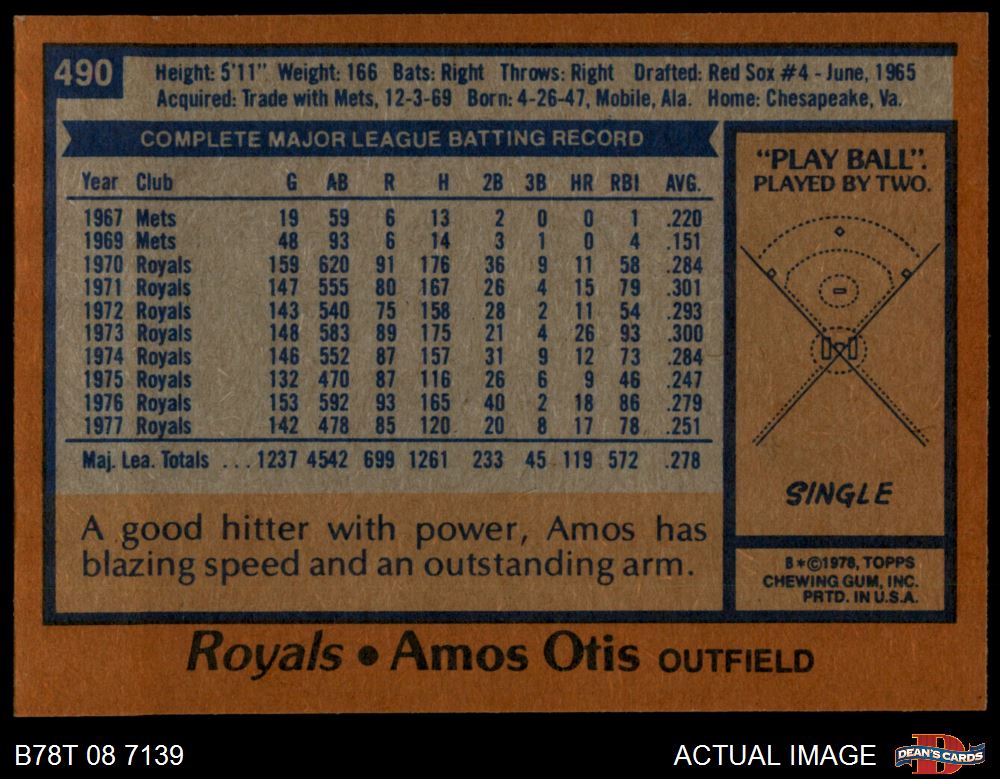 490
Height: 5'11" Weight: 166 Bats: Right Throws: Right Drafted: Red Sox #4 - June, 1965
Acquired: Trade with Mets, 12-3-69 Born: 4-26-47, Mobile, Ala. Home: Chesapeake, Va.
COMPLETE MAJOR LEAGUE BATTING RECORD
Year Club G AB R H 2B 3B HR RBI AVG.
1967 Mets 19 59 6 13 2 0 0 1 .220
1969 Mets 48 93 6 14 3 1 0 4 .151
1970 Royals 159 620 91 176 36 9 11 58 .284
1971 Royals 147 555 80 167 26 4 15 79 .301
1972 Royals 143 540 75 158 28 2 11 54 .293
1973 Royals 148 583 89 175 21 4 26 93 .300
1974 Royals 146 552 87 157 31 9 12 73 .284
1975 Royals 132 470 87 116 26 6 9 46 .247
1976 Royals 153 592 93 165 40 2 18 86 .279
1977 Royals 142 478 85 120 20 8 17 78 .251
Maj. Lea. Totals ... 1237 4542 699 1261 233 45 119 572 .278
A good hitter with power, Amos has
blazing speed and an outstanding arm.
"PLAY BALL".
PLAYED BY TWO.
SINGLE
B*©1978, TOPPS
CHEWING GUM, INC.
PRTD. IN U.S.A.
Royals • Amos Otis OUTFIELD
B78T 08 7139
ACTUAL IMAGE
D
DEAN'S CARDS